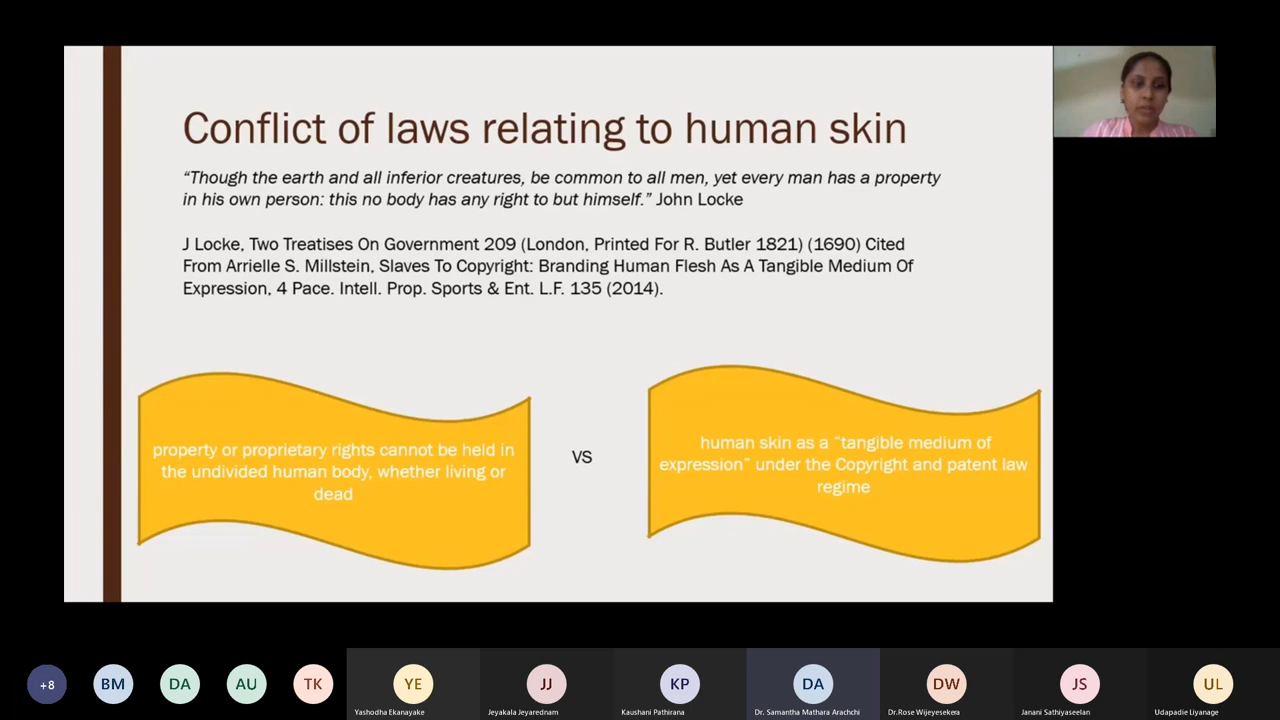 Conflict of laws relating to human skin
“Though the earth and all inferior creatures, be common to all men, yet every man has a property
in his own person: this no body has any right to but himself.” John Locke
J Locke, Two Treatises On Government 209 (London, Printed For R. Butler 1821) (1690) Cited
From Arrielle S. Millstein, Slaves To Copyright: Branding Human Flesh As A Tangible Medium Of
Expression, 4 Pace. Intell. Prop. Sports & Ent. L.F. 135 (2014).
property or proprietary rights cannot be held in
the undivided human body, whether living or
dead
VS
human skin as a “tangible medium of
expression” under the Copyright and patent law
regime
+8
BM
DA
AU
TK
YE
JJ
KP
DA
DW
JS
UL
Yashodha Ekanayake
Jeyakala Jeyarednam
Kaushani Pathirana
Dr. Samantha Mathara Arachchi
Dr.Rose Wijeyesekera
Janani Sathiyaseelan
Udapadie Liyanage